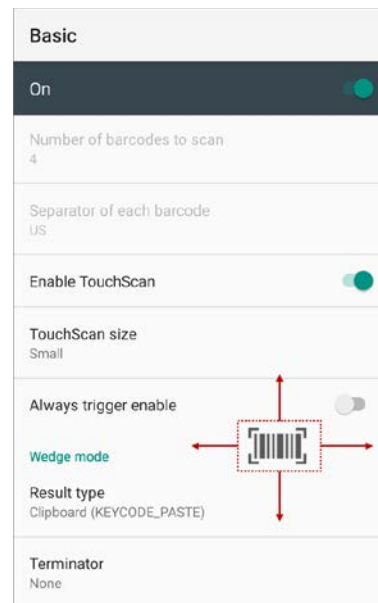 Basic
On
Number of barcodes to scan
4
Separator of each barcode
US
Enable TouchScan
TouchScan size
Small
Always trigger enable
Wedge mode
Result type
Clipboard (KEYCODE_PASTE)
Terminator
None